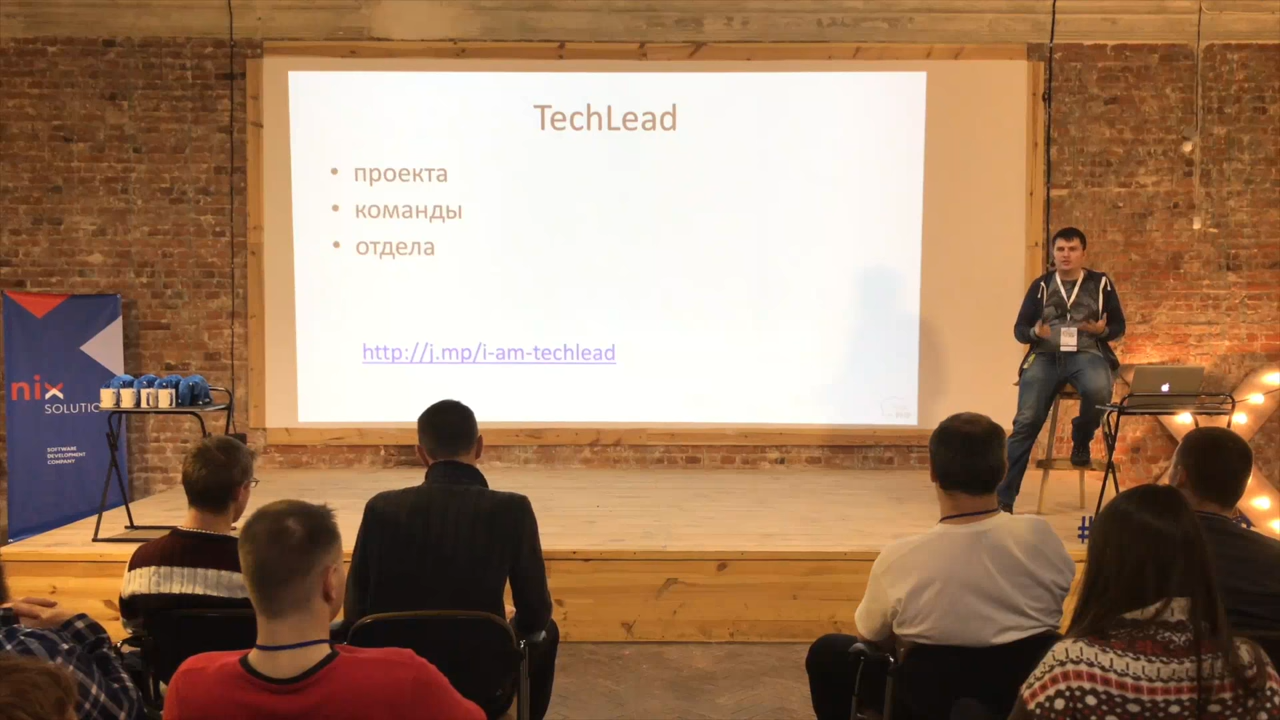 TechLead
• проекта
• команды
• отдела
http://j.mp/i-am-techlead
nix
SOLUTIO
SOFTWARE
DEVELOPMENT
COMPANY
#